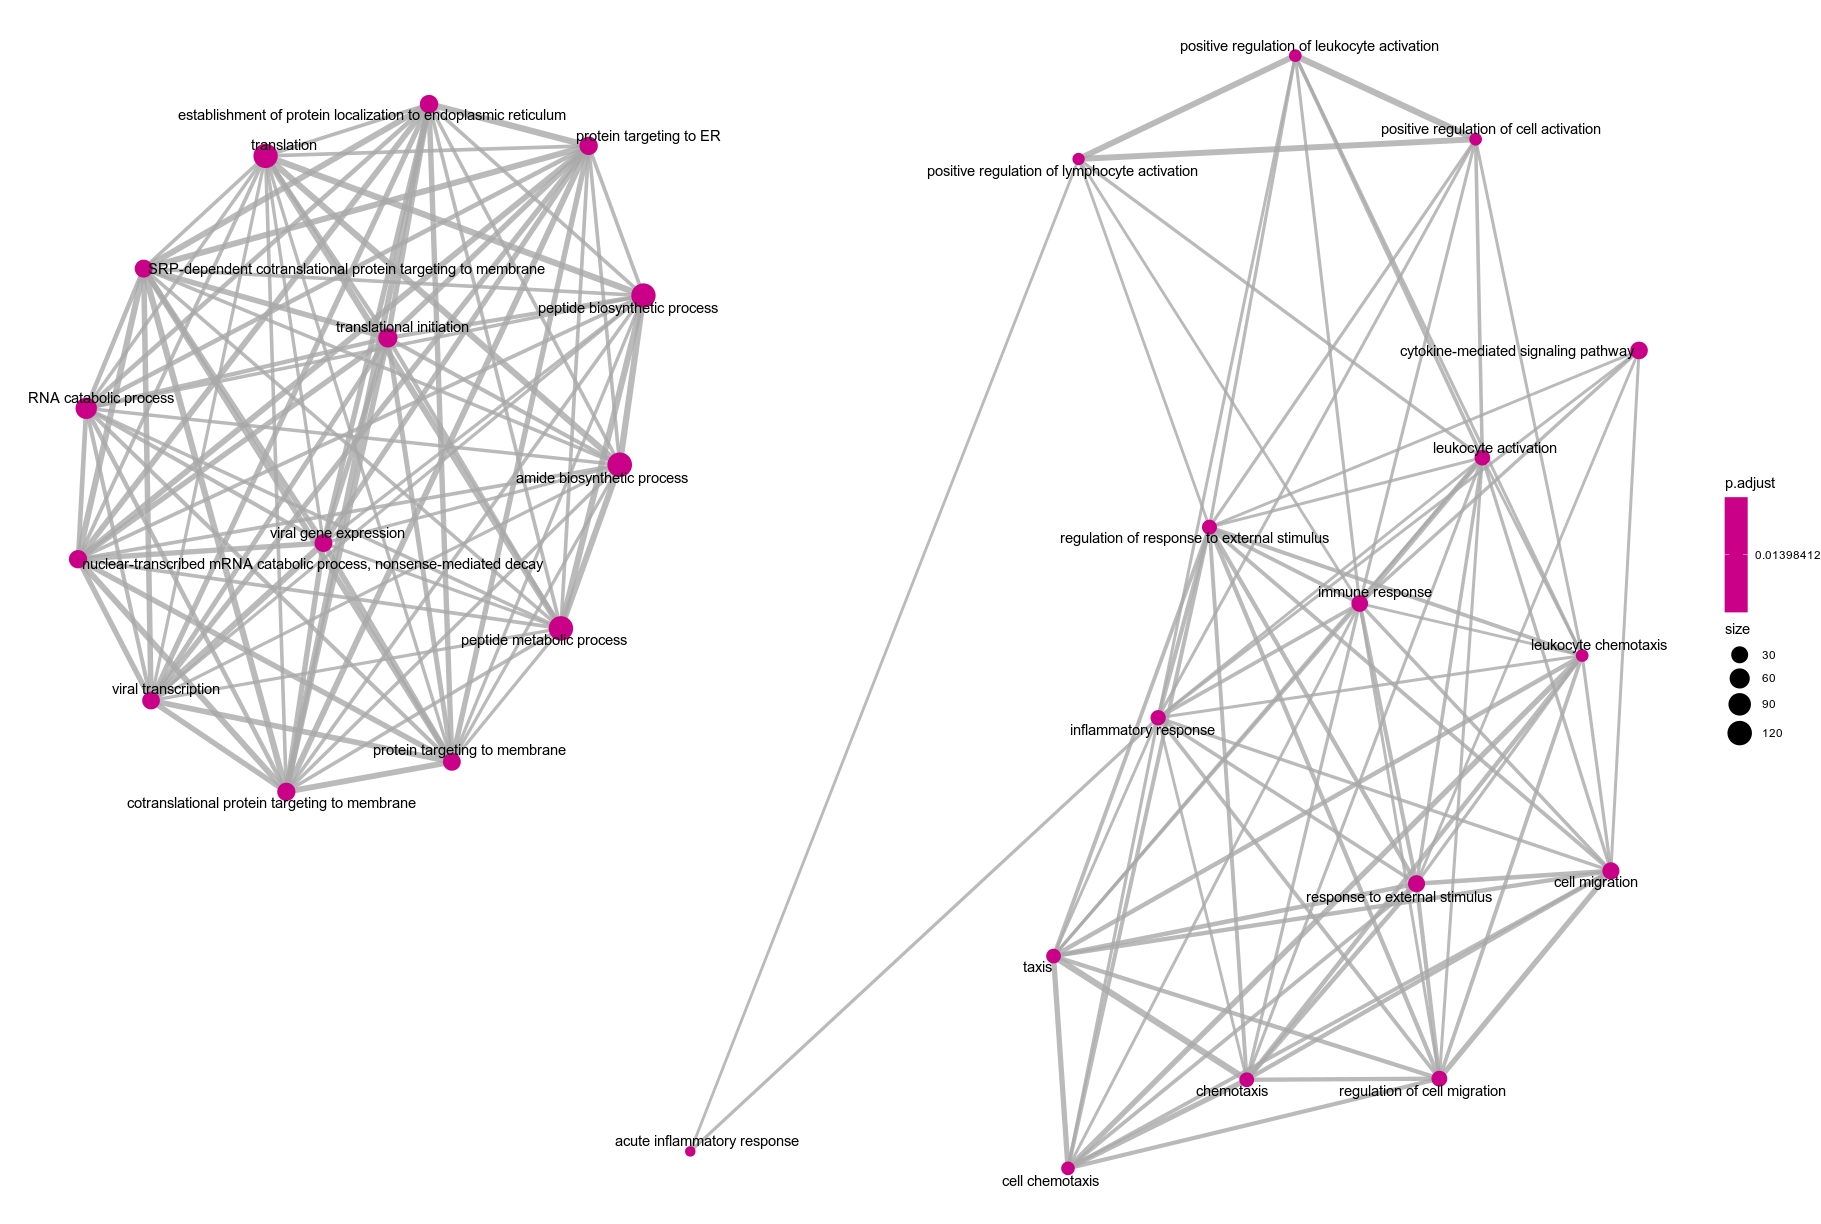 positive regulation of leukocyte activation
establishment of protein localization to endoplasmic reticulum
positive regulation of cell activation
protein targeting to ER
translation
positive regulation of lymphocyte activation
SRP-dependent cotranslational protein targeting to membrane
peptide biosynthetic process
translational initiation
cytokine-mediated signaling pathway
RNA catabolic process
leukocyte activation
amide biosynthetic process
p.adjust
viral gene expression
regulation of response to external stimulus
0.01398412
nuclear-transcribed mRNA catabolic process, nonsense-mediated decay
immune response
size
peptide metabolic process
leukocyte chemotaxis
30
60
viral transcription
90
inflammatory response
120
protein targeting to membrane
cotranslational protein targeting to membrane
cell migration
response to external stimulus
taxis
chemotaxis
regulation of cell migration
acute inflammatory response
cell chemotaxis